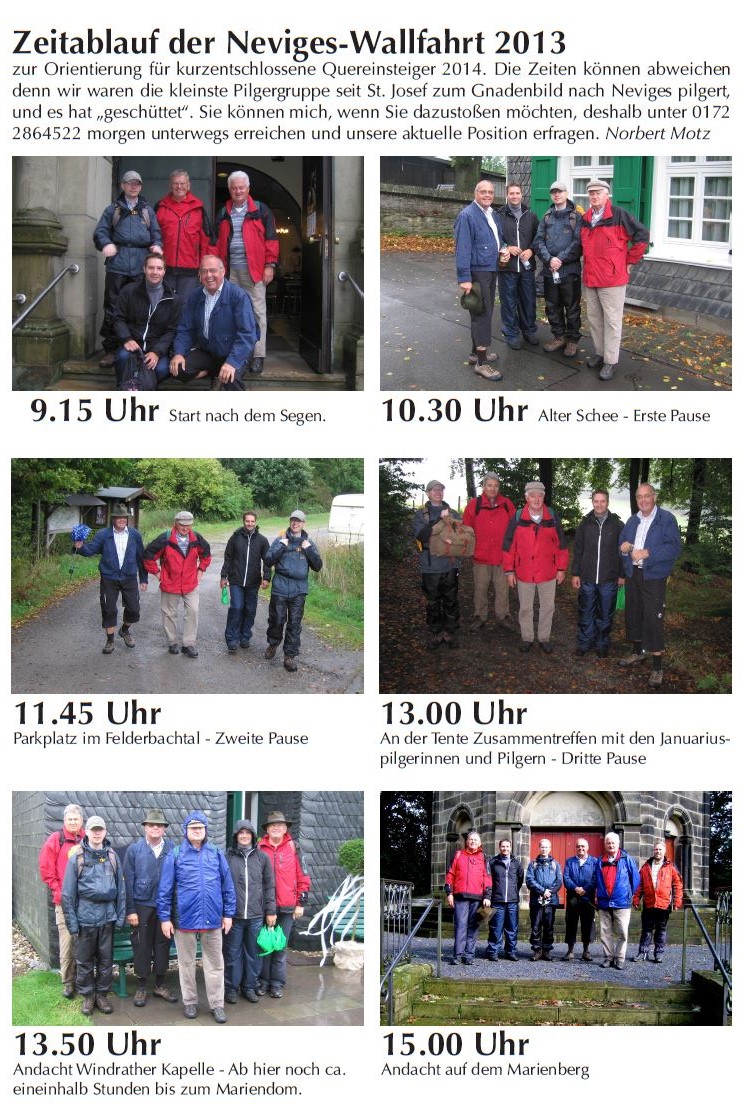 Zeitablauf der Neviges-Wallfahrt 2013
zur Orientierung für kurzentschlossene Quereinsteiger 2014. Die Zeiten können abweichen
denn wir waren die kleinste Pilgergruppe seit St. Josef zum Gnadenbild nach Neviges pilgert,
und es hat „geschüttet“. Sie können mich, wenn Sie dazustoßen möchten, deshalb unter 0172
2864522 morgen unterwegs erreichen und unsere aktuelle Position erfragen. Norbert Motz
9.15 Uhr Start nach dem Segen.
10.30 Uhr Alter Schee - Erste Pause
11.45 Uhr
Parkplatz im Felderbachtal - Zweite Pause
13.00 Uhr
An der Tente Zusammentreffen mit den Januarius-
pilgerinnen und Pilgern - Dritte Pause
13.50 Uhr
Andacht Windrather Kapelle - Ab hier noch ca.
eineinhalb Stunden bis zum Mariendom.
15.00 Uhr
Andacht auf dem Marienberg